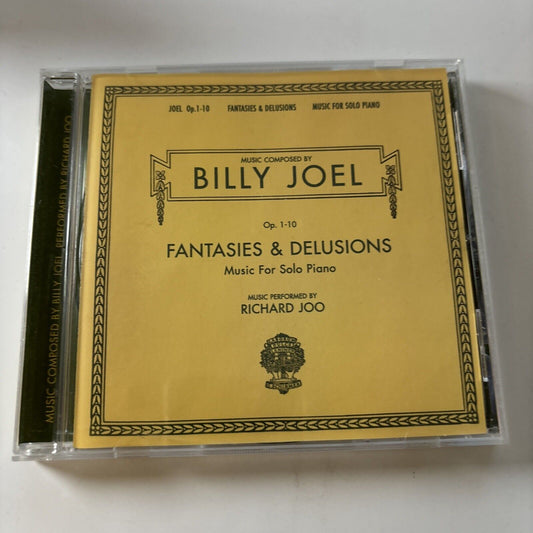 JOEL Op.1-10 FANTASIES & DELUSIONS MUSIC FOR SOLO PIANO
MUSIC COMPOSED BY
BILLY JOEL
Op. 1-10
FANTASIES & DELUSIONS
Music For Solo Piano
MUSIC PERFORMED BY
RICHARD JOO
MUSIC COMPOSED BY BILLY JOEL, PERFORMED BY RICHARD JOO